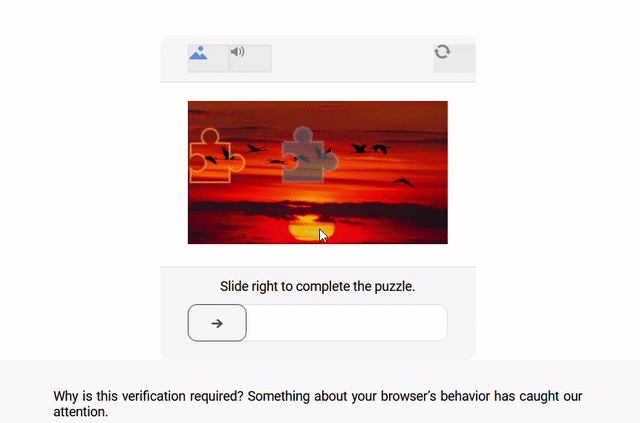 Slide right to complete the puzzle.
Why is this verification required? Something about your browser's behavior has caught our
attention.